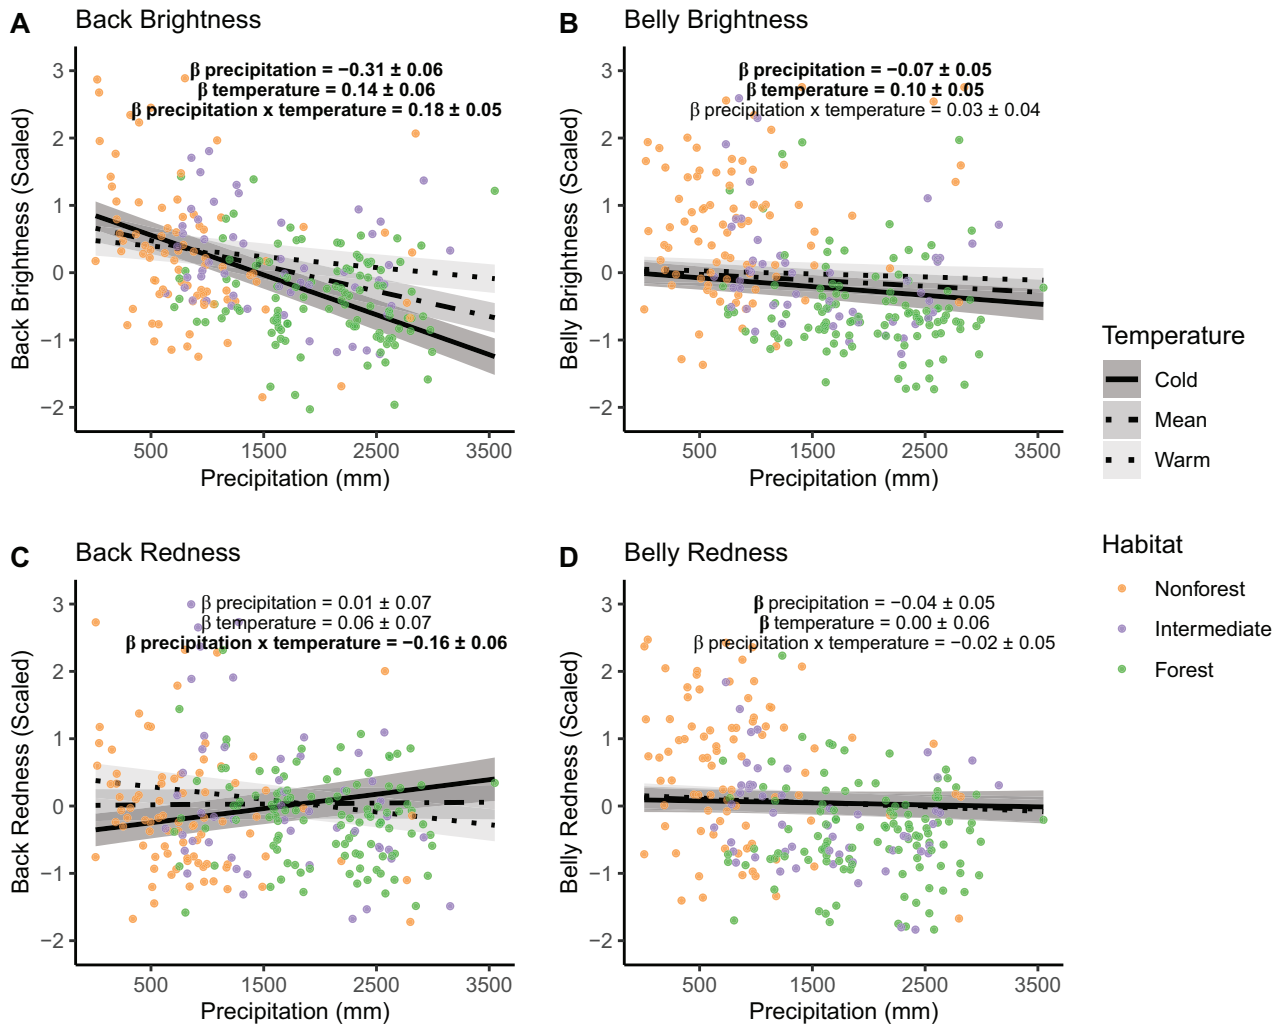 A Back Brightness
β precipitation = −0.31 ± 0.06
β temperature = 0.14 ± 0.06
β precipitation x temperature = 0.18 ± 0.05
Back Brightness (Scaled)
3
2
1
0
−1
−2
500 1500 2500 3500
Precipitation (mm)
B Belly Brightness
β precipitation = −0.07 ± 0.05
β temperature = 0.10 ± 0.05
β precipitation x temperature = 0.03 ± 0.04
Belly Brightness (Scaled)
3
2
1
0
−1
−2
500 1500 2500 3500
Precipitation (mm)
Temperature
Cold
Mean
Warm
C Back Redness
β precipitation = 0.01 ± 0.07
β temperature = 0.06 ± 0.07
β precipitation x temperature = −0.16 ± 0.06
Back Redness (Scaled)
3
2
1
0
−1
−2
500 1500 2500 3500
Precipitation (mm)
D Belly Redness
β precipitation = −0.04 ± 0.05
β temperature = 0.00 ± 0.06
β precipitation x temperature = −0.02 ± 0.05
Belly Redness (Scaled)
3
2
1
0
−1
−2
500 1500 2500 3500
Precipitation (mm)
Habitat
Nonforest
Intermediate
Forest